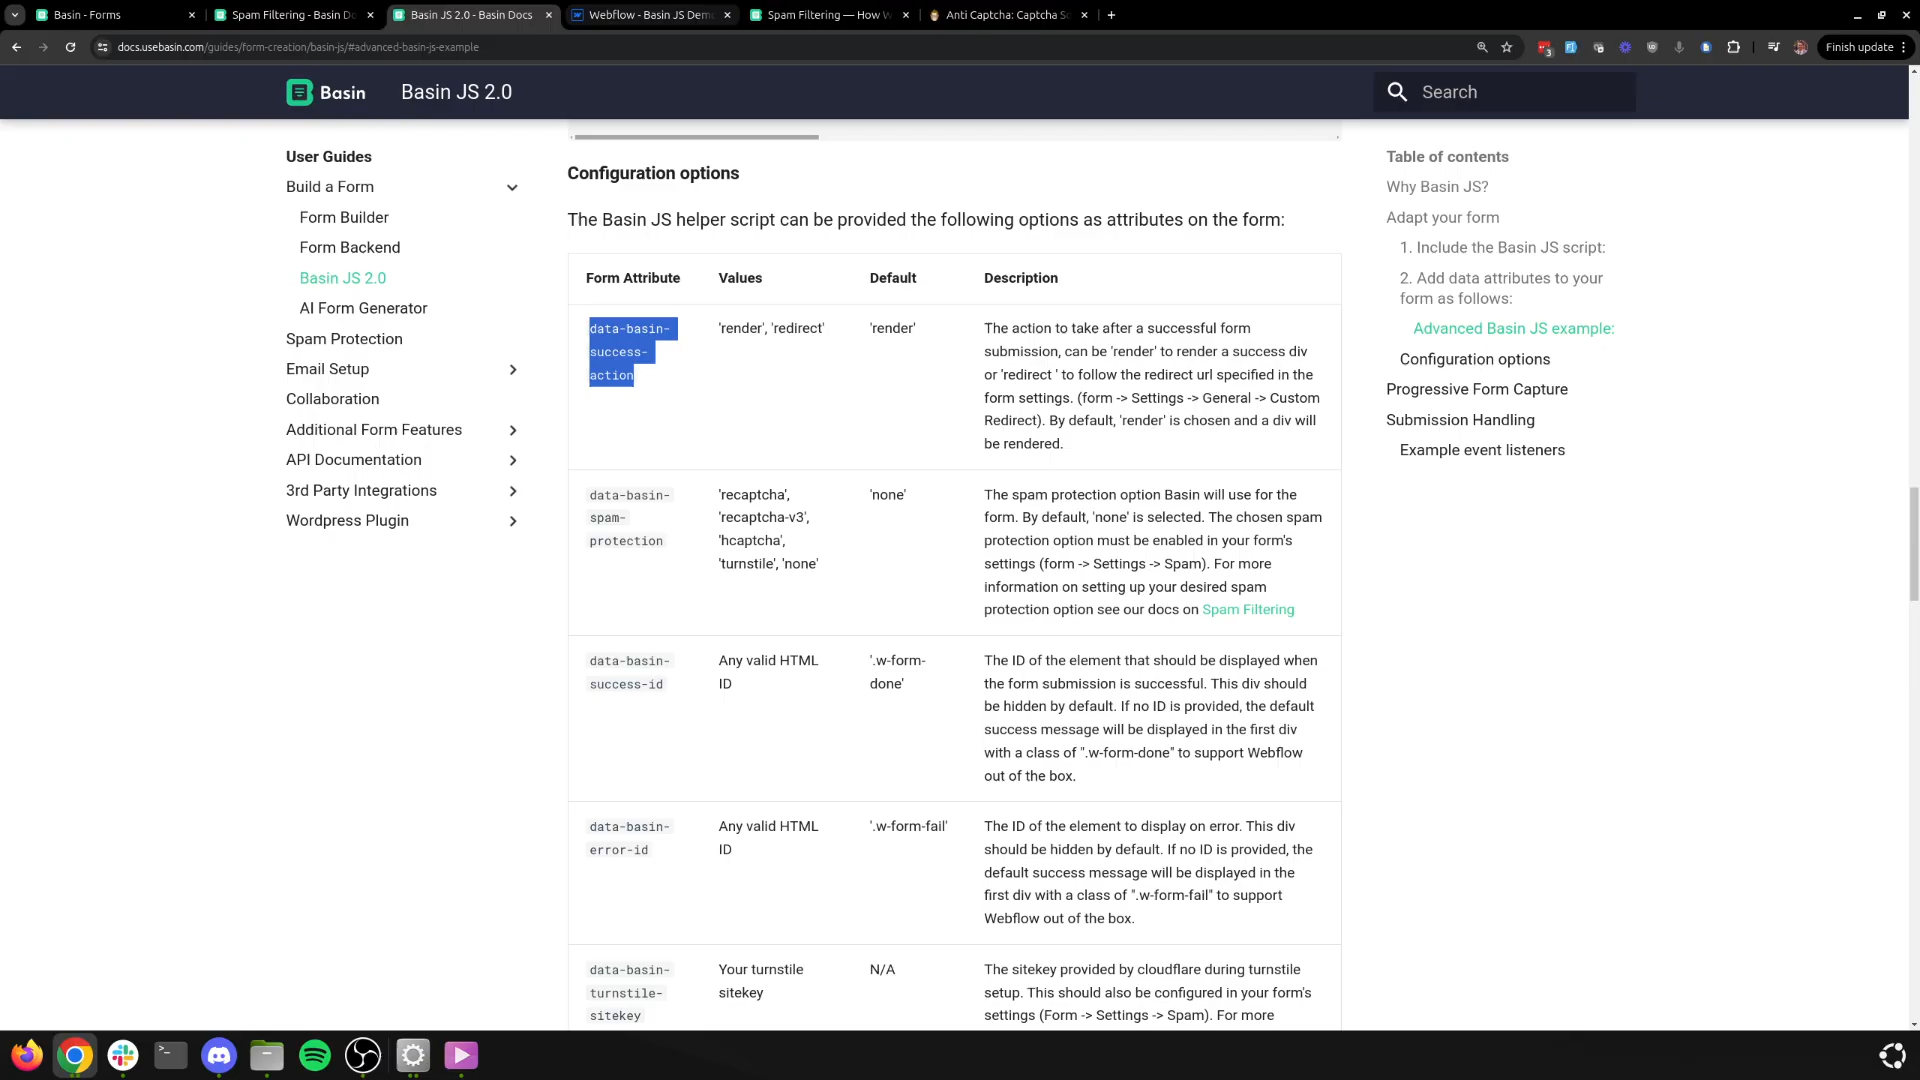 Basin - Forms
Spam Filtering - Basin Do
Basin JS 2.0 - Basin Docs
Webflow - Basin JS Demo
Spam Filtering — How W
Anti Captcha: Captcha So
docs.usebasin.com/guides/form-creation/basin-js/#advanced-basin-js-example
3
Finish update
Basin
Basin JS 2.0
Search
User Guides
Build a Form
Form Builder
Form Backend
Basin JS 2.0
AI Form Generator
Spam Protection
Email Setup
Collaboration
Additional Form Features
API Documentation
3rd Party Integrations
Wordpress Plugin
Configuration options
The Basin JS helper script can be provided the following options as attributes on the form:
Form Attribute Values Default Description
data-basin-
success-
action
'render', 'redirect'
'render'
The action to take after a successful form
submission, can be 'render' to render a success div
or 'redirect ' to follow the redirect url specified in the
form settings. (form -> Settings -> General -> Custom
Redirect). By default, 'render' is chosen and a div will
be rendered.
data-basin-
spam-
protection
'recaptcha',
'recaptcha-v3',
'hcaptcha',
'turnstile', 'none'
'none'
The spam protection option Basin will use for the
form. By default, 'none' is selected. The chosen spam
protection option must be enabled in your form's
settings (form -> Settings -> Spam). For more
information on setting up your desired spam
protection option see our docs on Spam Filtering
data-basin-
success-id
Any valid HTML
ID
'.w-form-
done'
The ID of the element that should be displayed when
the form submission is successful. This div should
be hidden by default. If no ID is provided, the default
success message will be displayed in the first div
with a class of ".w-form-done" to support Webflow
out of the box.
data-basin-
error-id
Any valid HTML
ID
'.w-form-fail'
The ID of the element to display on error. This div
should be hidden by default. If no ID is provided, the
default success message will be displayed in the
first div with a class of ".w-form-fail" to support
Webflow out of the box.
data-basin-
turnstile-
sitekey
Your turnstile
sitekey
N/A
The sitekey provided by cloudflare during turnstile
setup. This should also be configured in your form's
settings (Form -> Settings -> Spam). For more
Table of contents
Why Basin JS?
Adapt your form
1. Include the Basin JS script:
2. Add data attributes to your
form as follows:
Advanced Basin JS example:
Configuration options
Progressive Form Capture
Submission Handling
Example event listeners